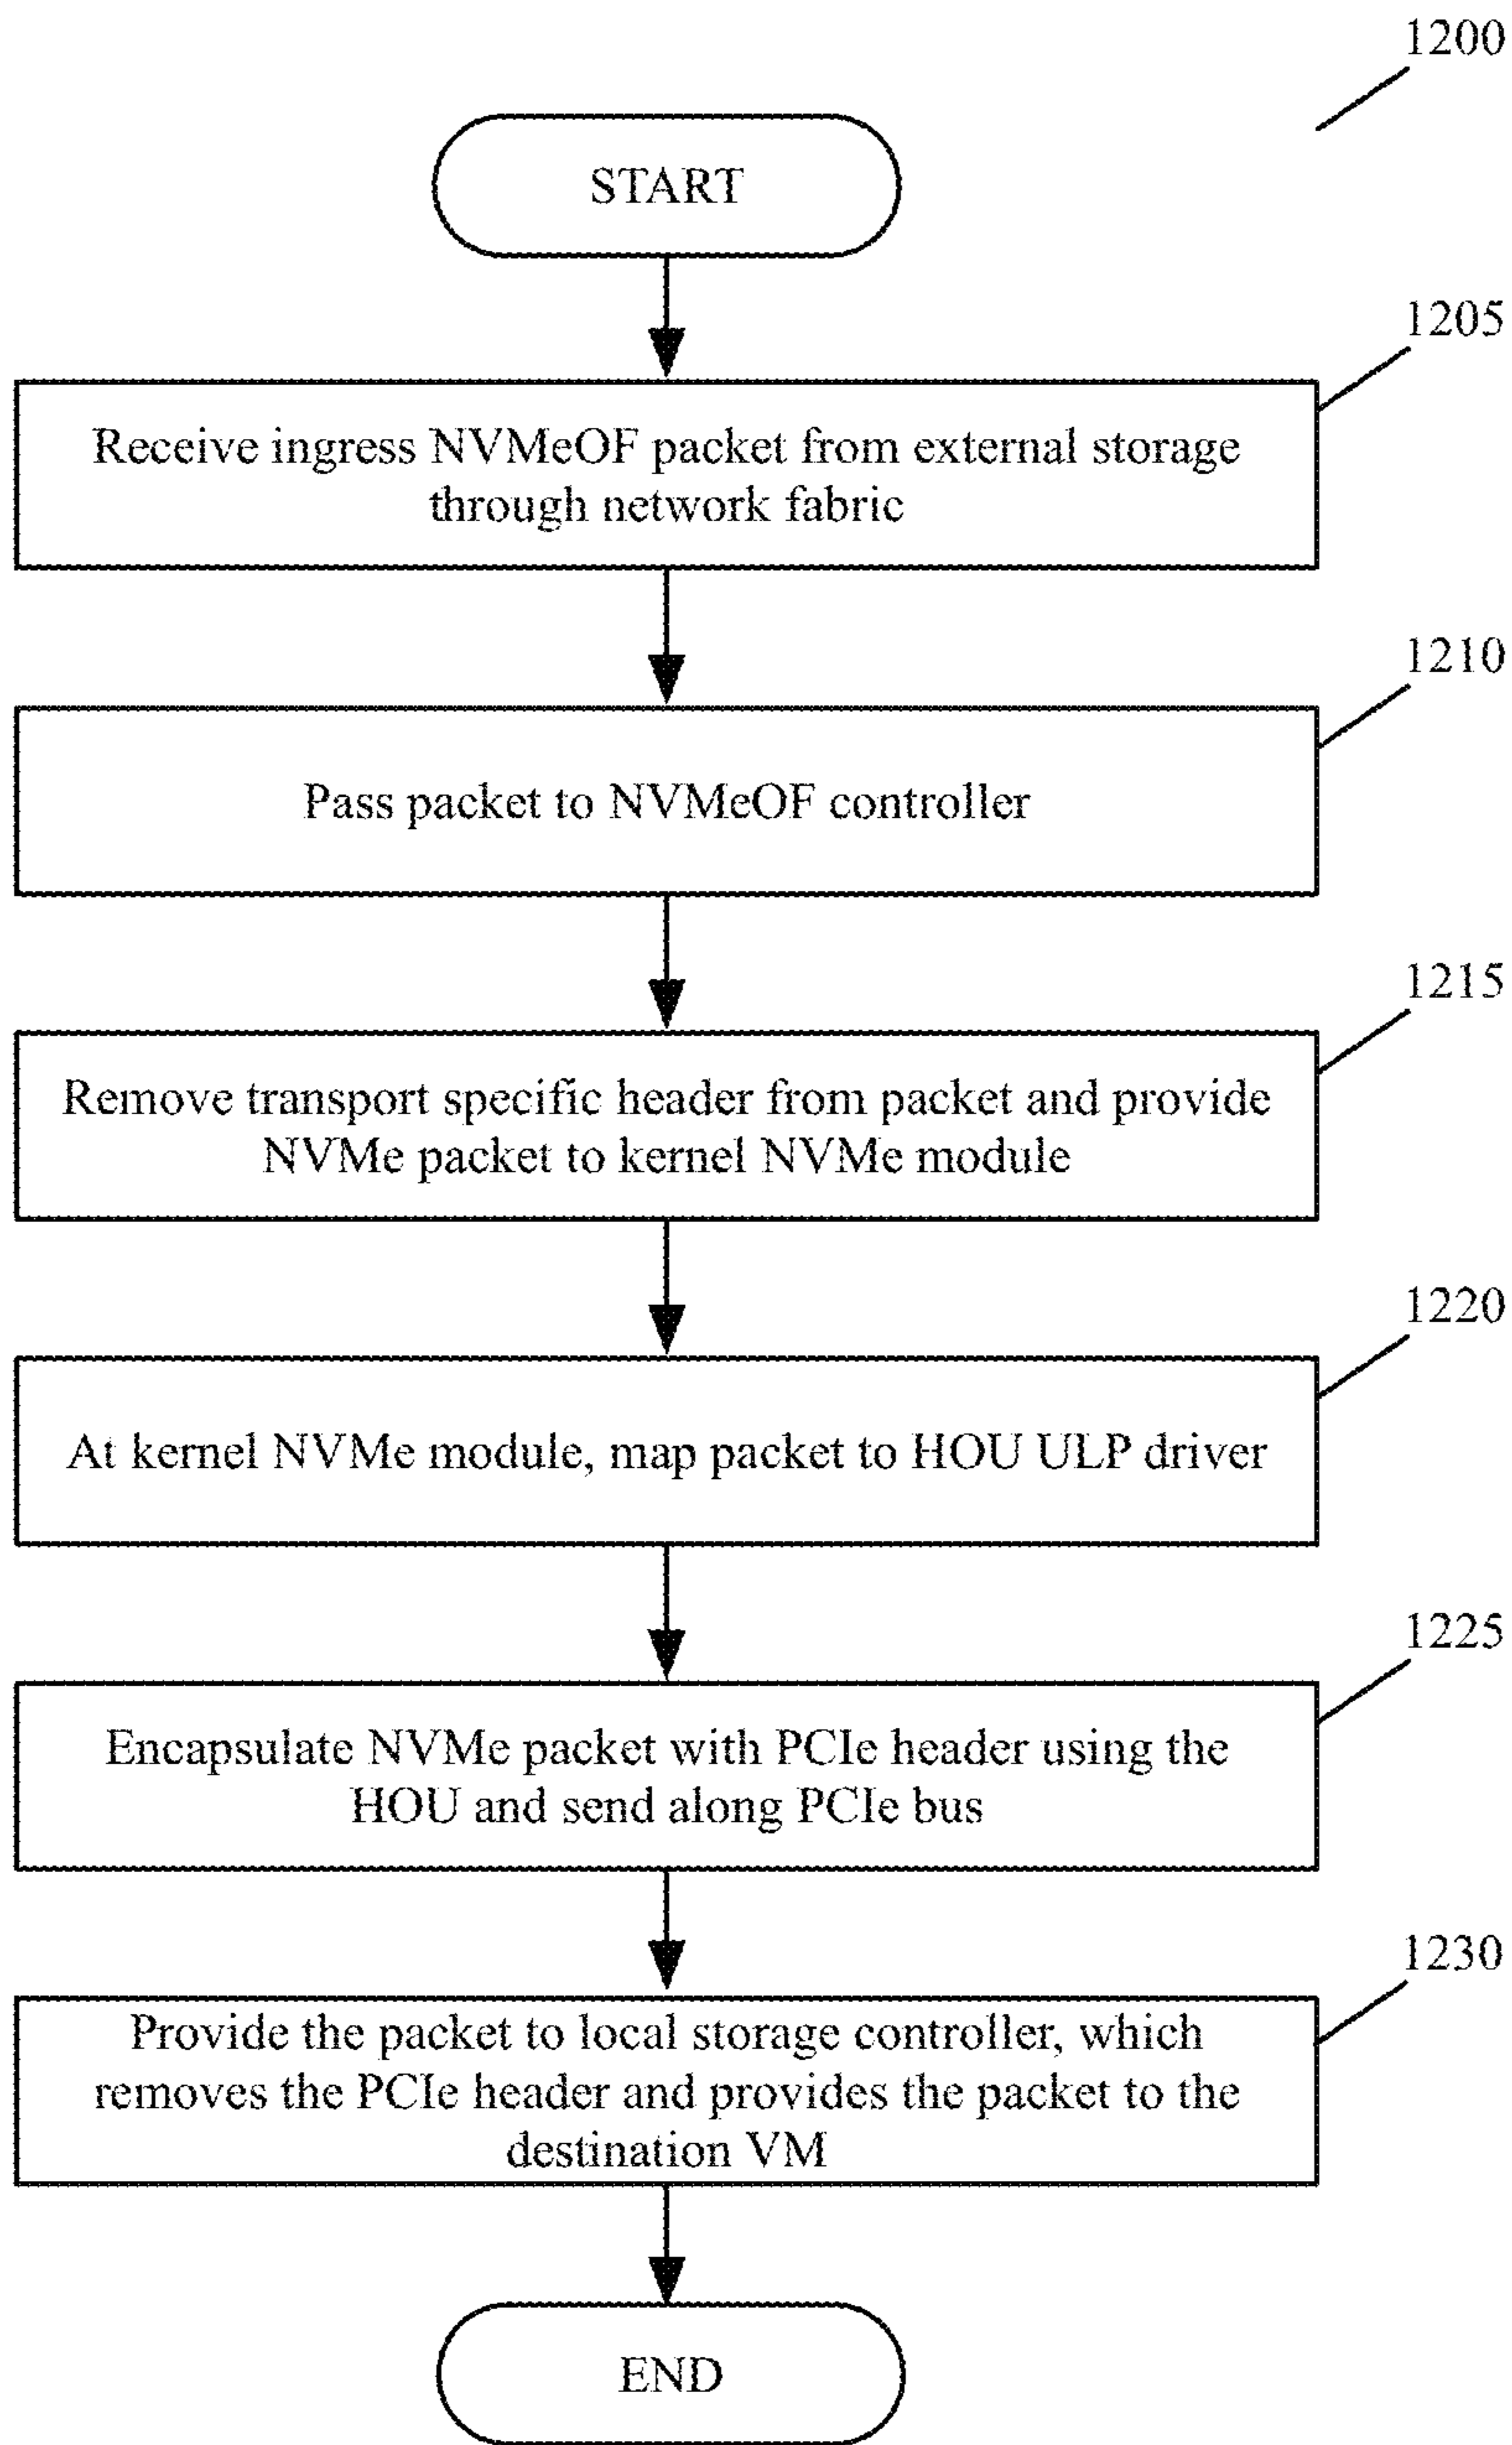 1200
START
1205
Receive ingress NVMeOF packet from external storage
through network fabric
1210
Pass packet to NVMeOF controller
1215
Remove transport specific header from packet and provide
NVMe packet to kernel NVMe module
1220
At kernel NVMe module, map packet to HOU ULP driver
1225
Encapsulate NVMe packet with PCIe header using the
HOU and send along PCIe bus
1230
Provide the packet to local storage controller, which
removes the PCIe header and provides the packet to the
destination VM
END